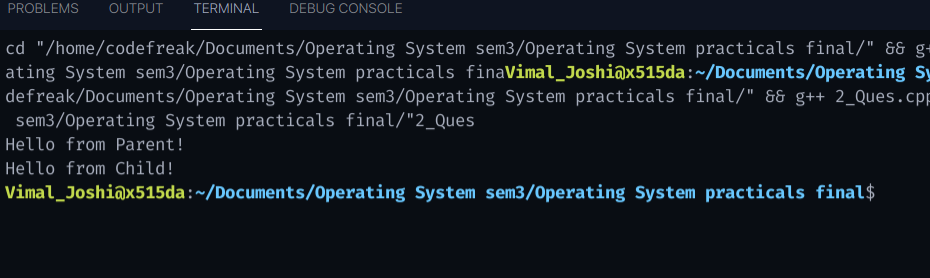 PROBLEMS OUTPUT TERMINAL DEBUG CONSOLE
cd "/home/codefreak/Documents/Operating System sem3/Operating System practicals final/" && g+
ating System sem3/Operating System practicals finaVimal_Joshi@x515da:~/Documents/Operating Sy
defreak/Documents/Operating System sem3/Operating System practicals final/" && g++ 2_Ques.cpp
sem3/Operating System practicals final/"2_Ques
Hello from Parent!
Hello from Child!
Vimal_Joshi@x515da:~/Documents/Operating System sem3/Operating System practicals final$